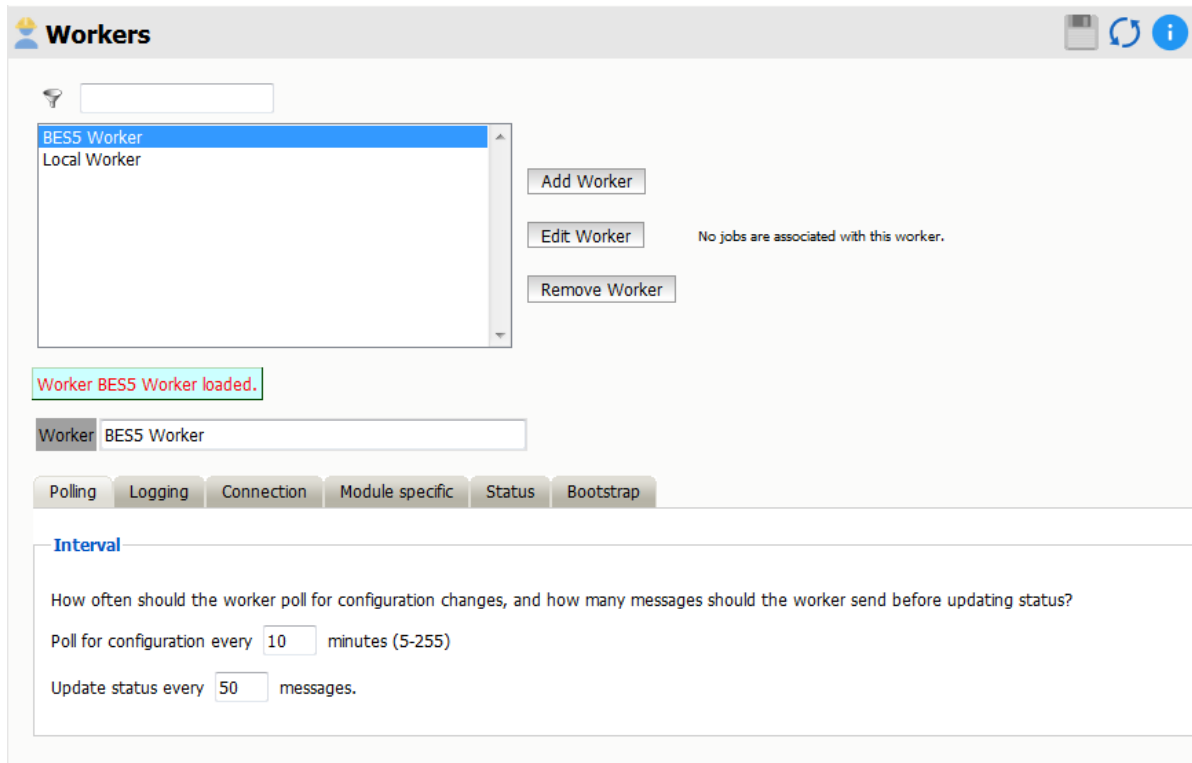 Workers
BES5 Worker
Local Worker
Add Worker
Edit Worker
No jobs are associated with this worker.
Remove Worker
Worker BES5 Worker loaded.
Worker BES5 Worker
Polling Logging Connection Module specific Status Bootstrap
Interval
How often should the worker poll for configuration changes, and how many messages should the worker send before updating status?
Poll for configuration every 10 minutes (5-255)
Update status every 50 messages.